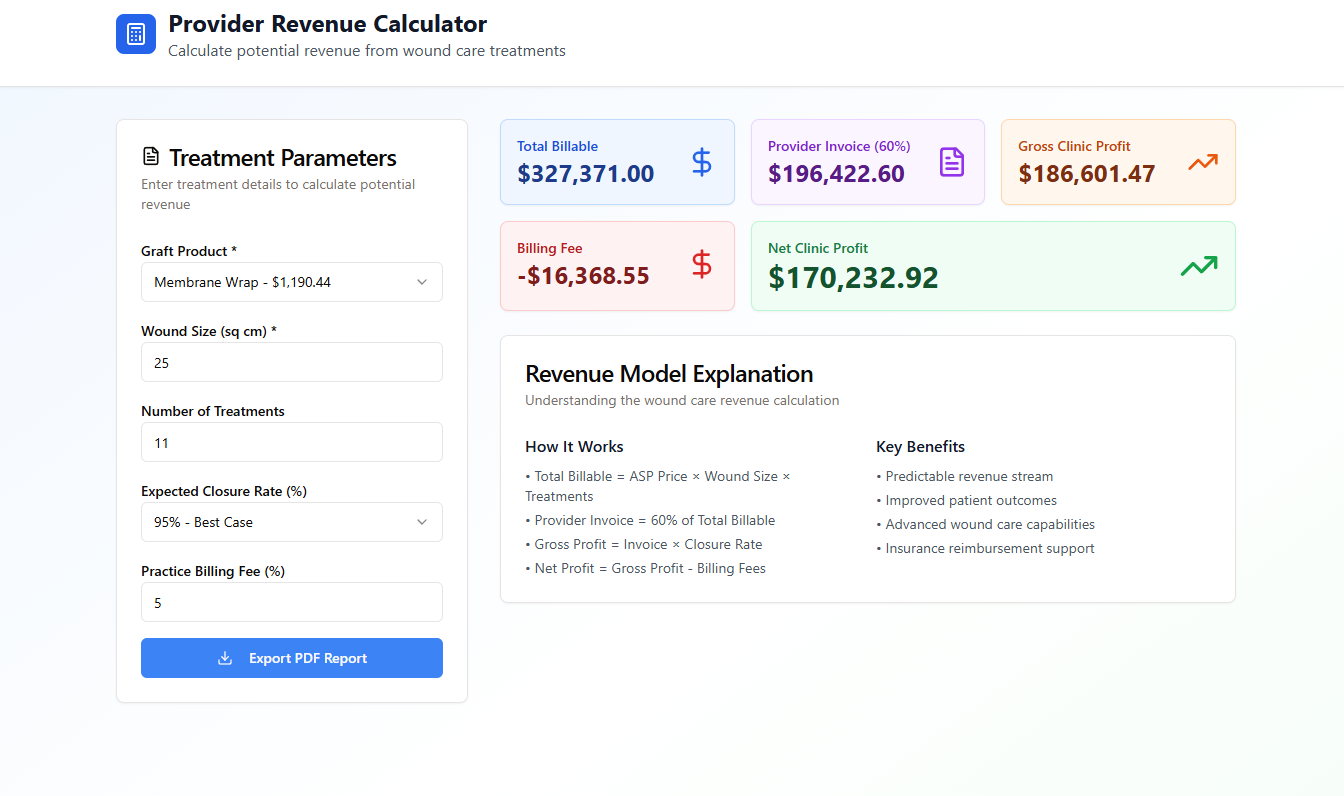 Provider Revenue Calculator
Calculate potential revenue from wound care treatments
Treatment Parameters
Enter treatment details to calculate potential
revenue
Graft Product *
Membrane Wrap - $1,190.44
Wound Size (sq cm) *
25
Number of Treatments
11
Expected Closure Rate (%)
95% - Best Case
Practice Billing Fee (%)
5
Export PDF Report
Total Billable
$327,371.00
Provider Invoice (60%)
$196,422.60
Gross Clinic Profit
$186,601.47
Billing Fee
-$16,368.55
Net Clinic Profit
$170,232.92
Revenue Model Explanation
Understanding the wound care revenue calculation
How It Works
• Total Billable = ASP Price × Wound Size ×
Treatments
• Provider Invoice = 60% of Total Billable
• Gross Profit = Invoice × Closure Rate
• Net Profit = Gross Profit - Billing Fees
Key Benefits
• Predictable revenue stream
• Improved patient outcomes
• Advanced wound care capabilities
• Insurance reimbursement support